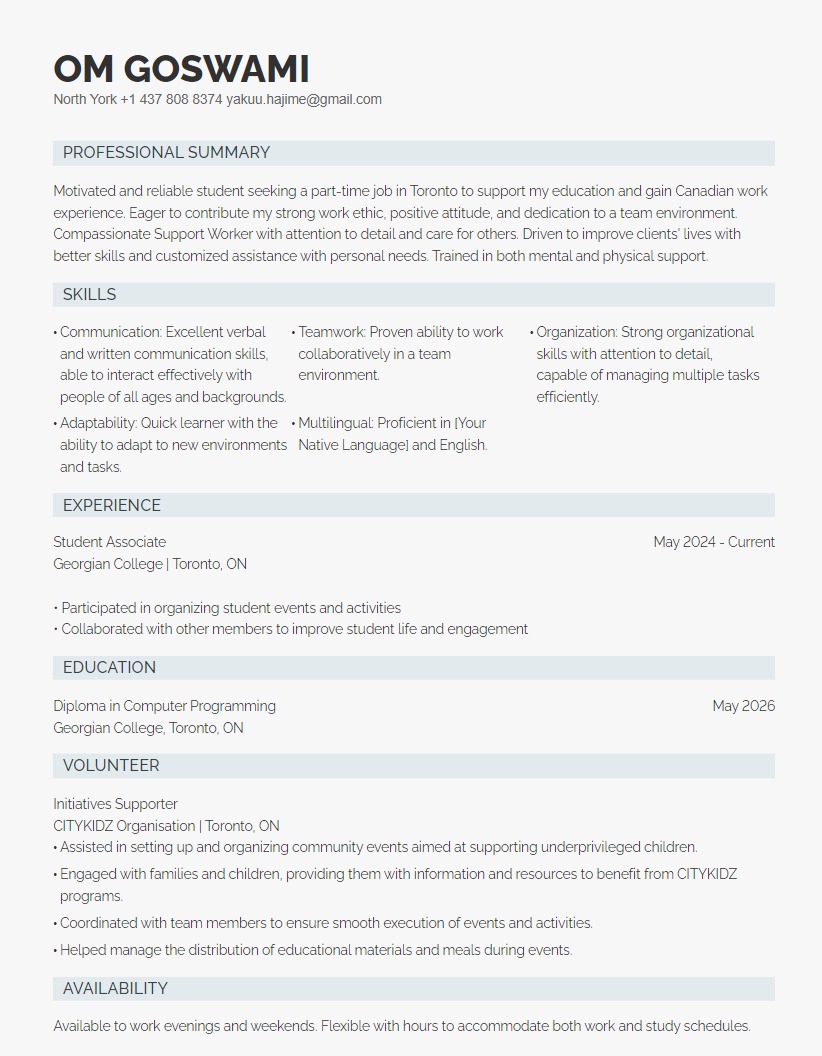 OM GOSWAMI
North York +1 437 808 8374 yakuu.hajime@gmail.com
PROFESSIONAL SUMMARY
Motivated and reliable student seeking a part-time job in Toronto to support my education and gain Canadian work
experience. Eager to contribute my strong work ethic, positive attitude, and dedication to a team environment.
Compassionate Support Worker with attention to detail and care for others. Driven to improve clients' lives with
better skills and customized assistance with personal needs. Trained in both mental and physical support.
SKILLS
• Communication: Excellent verbal
and written communication skills,
able to interact effectively with
people of all ages and backgrounds.
• Teamwork: Proven ability to work
collaboratively in a team
environment.
• Organization: Strong organizational
skills with attention to detail,
capable of managing multiple tasks
efficiently.
• Adaptability: Quick learner with the
ability to adapt to new environments
and tasks.
• Multilingual: Proficient in [Your
Native Language] and English.
EXPERIENCE
Student Associate May 2024 - Current
Georgian College | Toronto, ON
• Participated in organizing student events and activities
• Collaborated with other members to improve student life and engagement
EDUCATION
Diploma in Computer Programming May 2026
Georgian College, Toronto, ON
VOLUNTEER
Initiatives Supporter
CITYKIDZ Organisation | Toronto, ON
• Assisted in setting up and organizing community events aimed at supporting underprivileged children.
• Engaged with families and children, providing them with information and resources to benefit from CITYKIDZ
programs.
• Coordinated with team members to ensure smooth execution of events and activities.
• Helped manage the distribution of educational materials and meals during events.
AVAILABILITY
Available to work evenings and weekends. Flexible with hours to accommodate both work and study schedules.